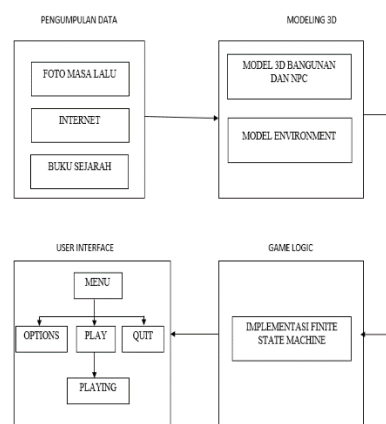 PENGUMPULAN DATA
FOTO MASA LALU
INTERNET
BUKU SEJARAH
MODELING 3D
MODEL 3D BANGUNAN
DAN NPC
MODEL ENVIRONMENT
USER INTERFACE
MENU
OPTIONS
PLAY
QUIT
PLAYING
GAME LOGIC
IMPLEMENTASI FINITE
STATE MACHINE